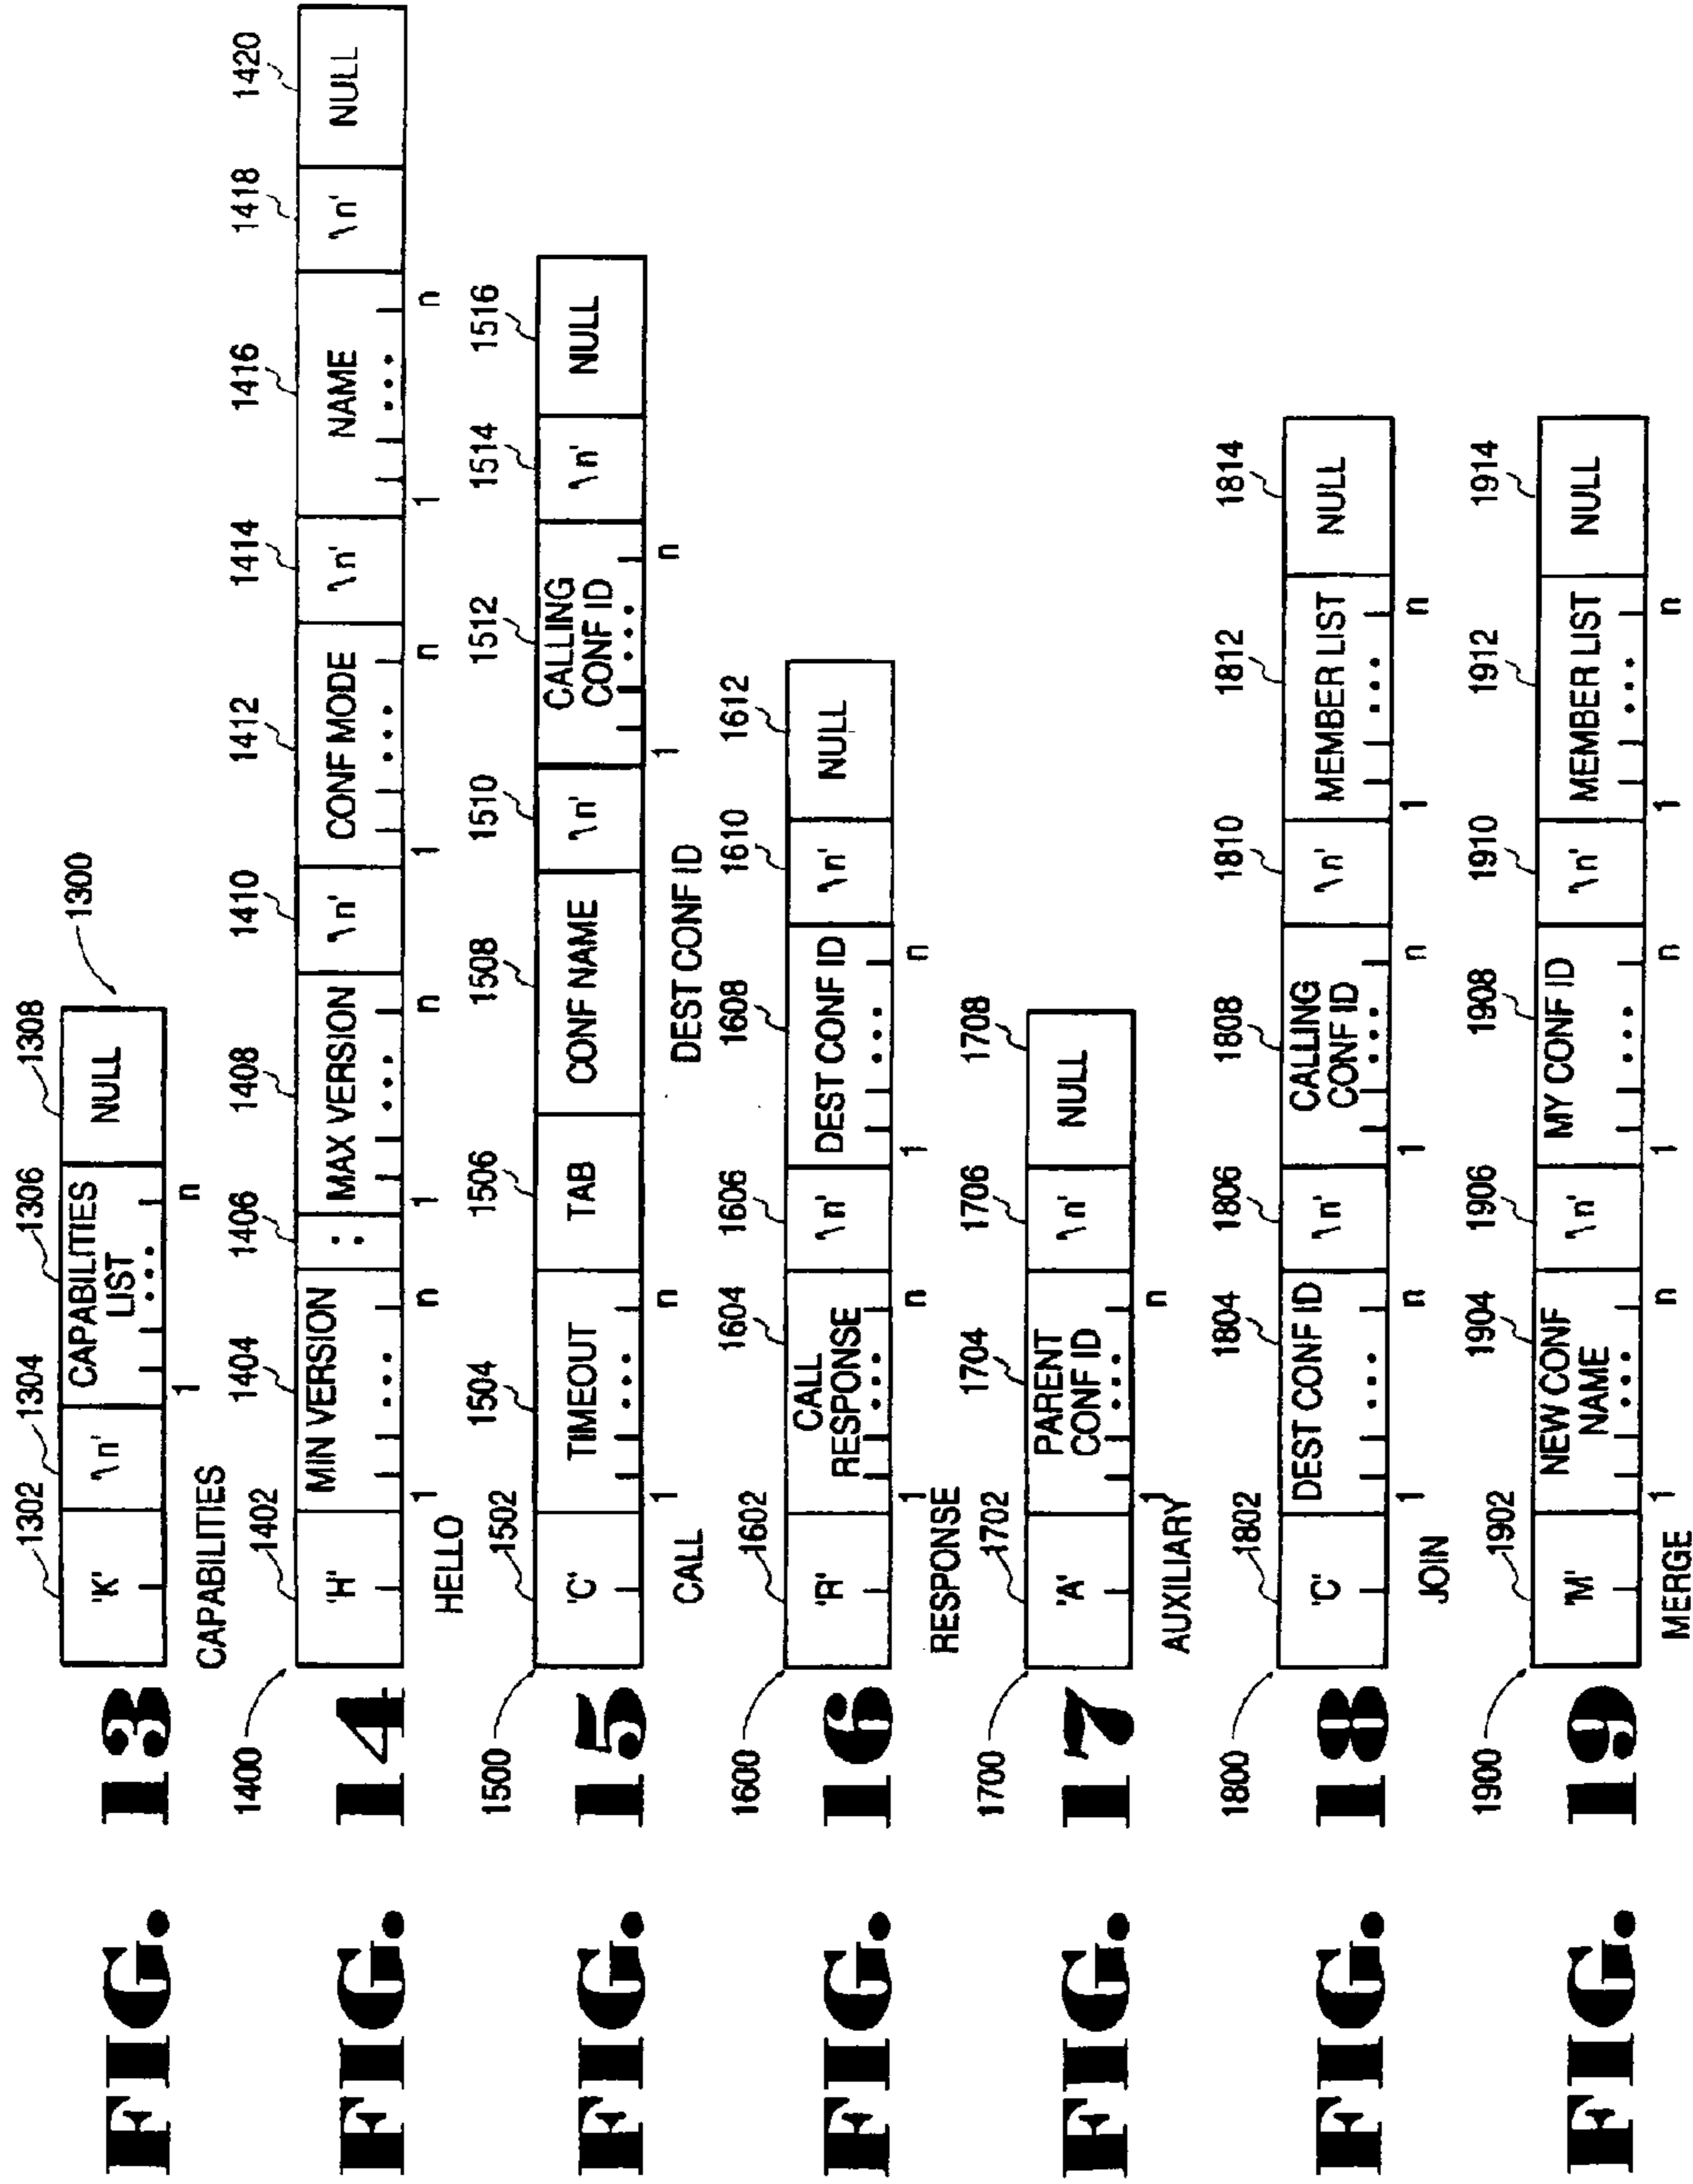 FIG. 13
1300
1302 1304 1306 1308
'K' '\n' CAPABILITIES LIST NULL
1 n
CAPABILITIES
FIG. 14
1400
1402 1404 1406 1408 1410 1412 1414 1416 1418 1420
'H' MIN VERSION : MAX VERSION '\n' CONF MODE '\n' NAME '\n' NULL
1 n 1 n 1 n 1 n
HELLO
FIG. 15
1500
1502 1504 1506 1508 1510 1512 1514 1516
'C' TIMEOUT TAB CONF NAME '\n' CALLING CONF ID '\n' NULL
1 n 1 n
CALL DEST CONF ID
FIG. 16
1600
1602 1604 1606 1608 1610 1612
'R' CALL RESPONSE '\n' DEST CONF ID '\n' NULL
1 n 1 n
RESPONSE
FIG. 17
1700
1702 1704 1706 1708
'A' PARENT CONF ID '\n' NULL
1 n
AUXILIARY
FIG. 18
1800
1802 1804 1806 1808 1810 1812 1814
'C' DEST CONF ID '\n' CALLING CONF ID '\n' MEMBER LIST NULL
1 n 1 n 1 n
JOIN
FIG. 19
1900
1902 1904 1906 1908 1910 1912 1914
'M' NEW CONF NAME '\n' MY CONF ID '\n' MEMBER LIST NULL
1 n 1 n 1 n
MERGE